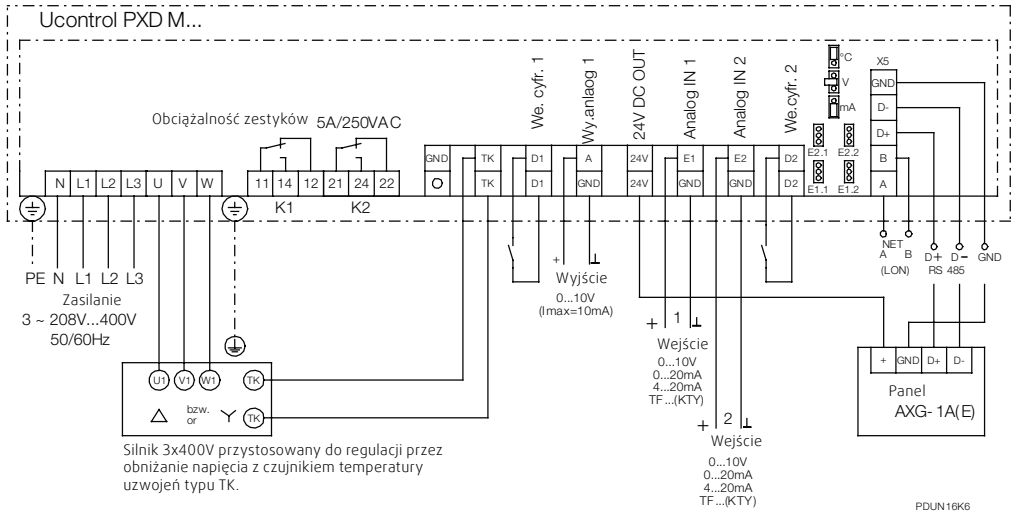 Ucontrol PXD M...
Obciążalność zestyków 5A/250VAC
We. cyfr. 1
Wy.anlaog 1
24V DC OUT
Analog IN 1
Analog IN 2
We.cyfr. 2
°C
V
mA
X5
GND
D-
D+
B
A
E2.1 E2.2
E1.1 E1.2
GND TK D1 A 24V E1 E2 D2
TK D1 GND 24V GND GND D2
N L1 L2 L3 U V W
11 14 12 21 24 22
K1 K2
PE N L1 L2 L3
Zasilanie
3 ~ 208V...400V
50/60Hz
+ ⊥
Wyjście
0...10V
(Imax=10mA)
+ 1 ⊥
Wejście
0...10V
0...20mA
4...20mA
TF...(KTY)
+ 2 ⊥
Wejście
0...10V
0...20mA
4...20mA
TF...(KTY)
NET
A B
(LON)
D+ D- GND
RS 485
+ GND D+ D-
Panel
AXG- 1A(E)
U1 V1 W1 TK
bzw.
or
TK
Silnik 3x400V przystosowany do regulacji przez
obniżanie napięcia z czujnikiem temperatury
uzwojeń typu TK.
PDUN16K6